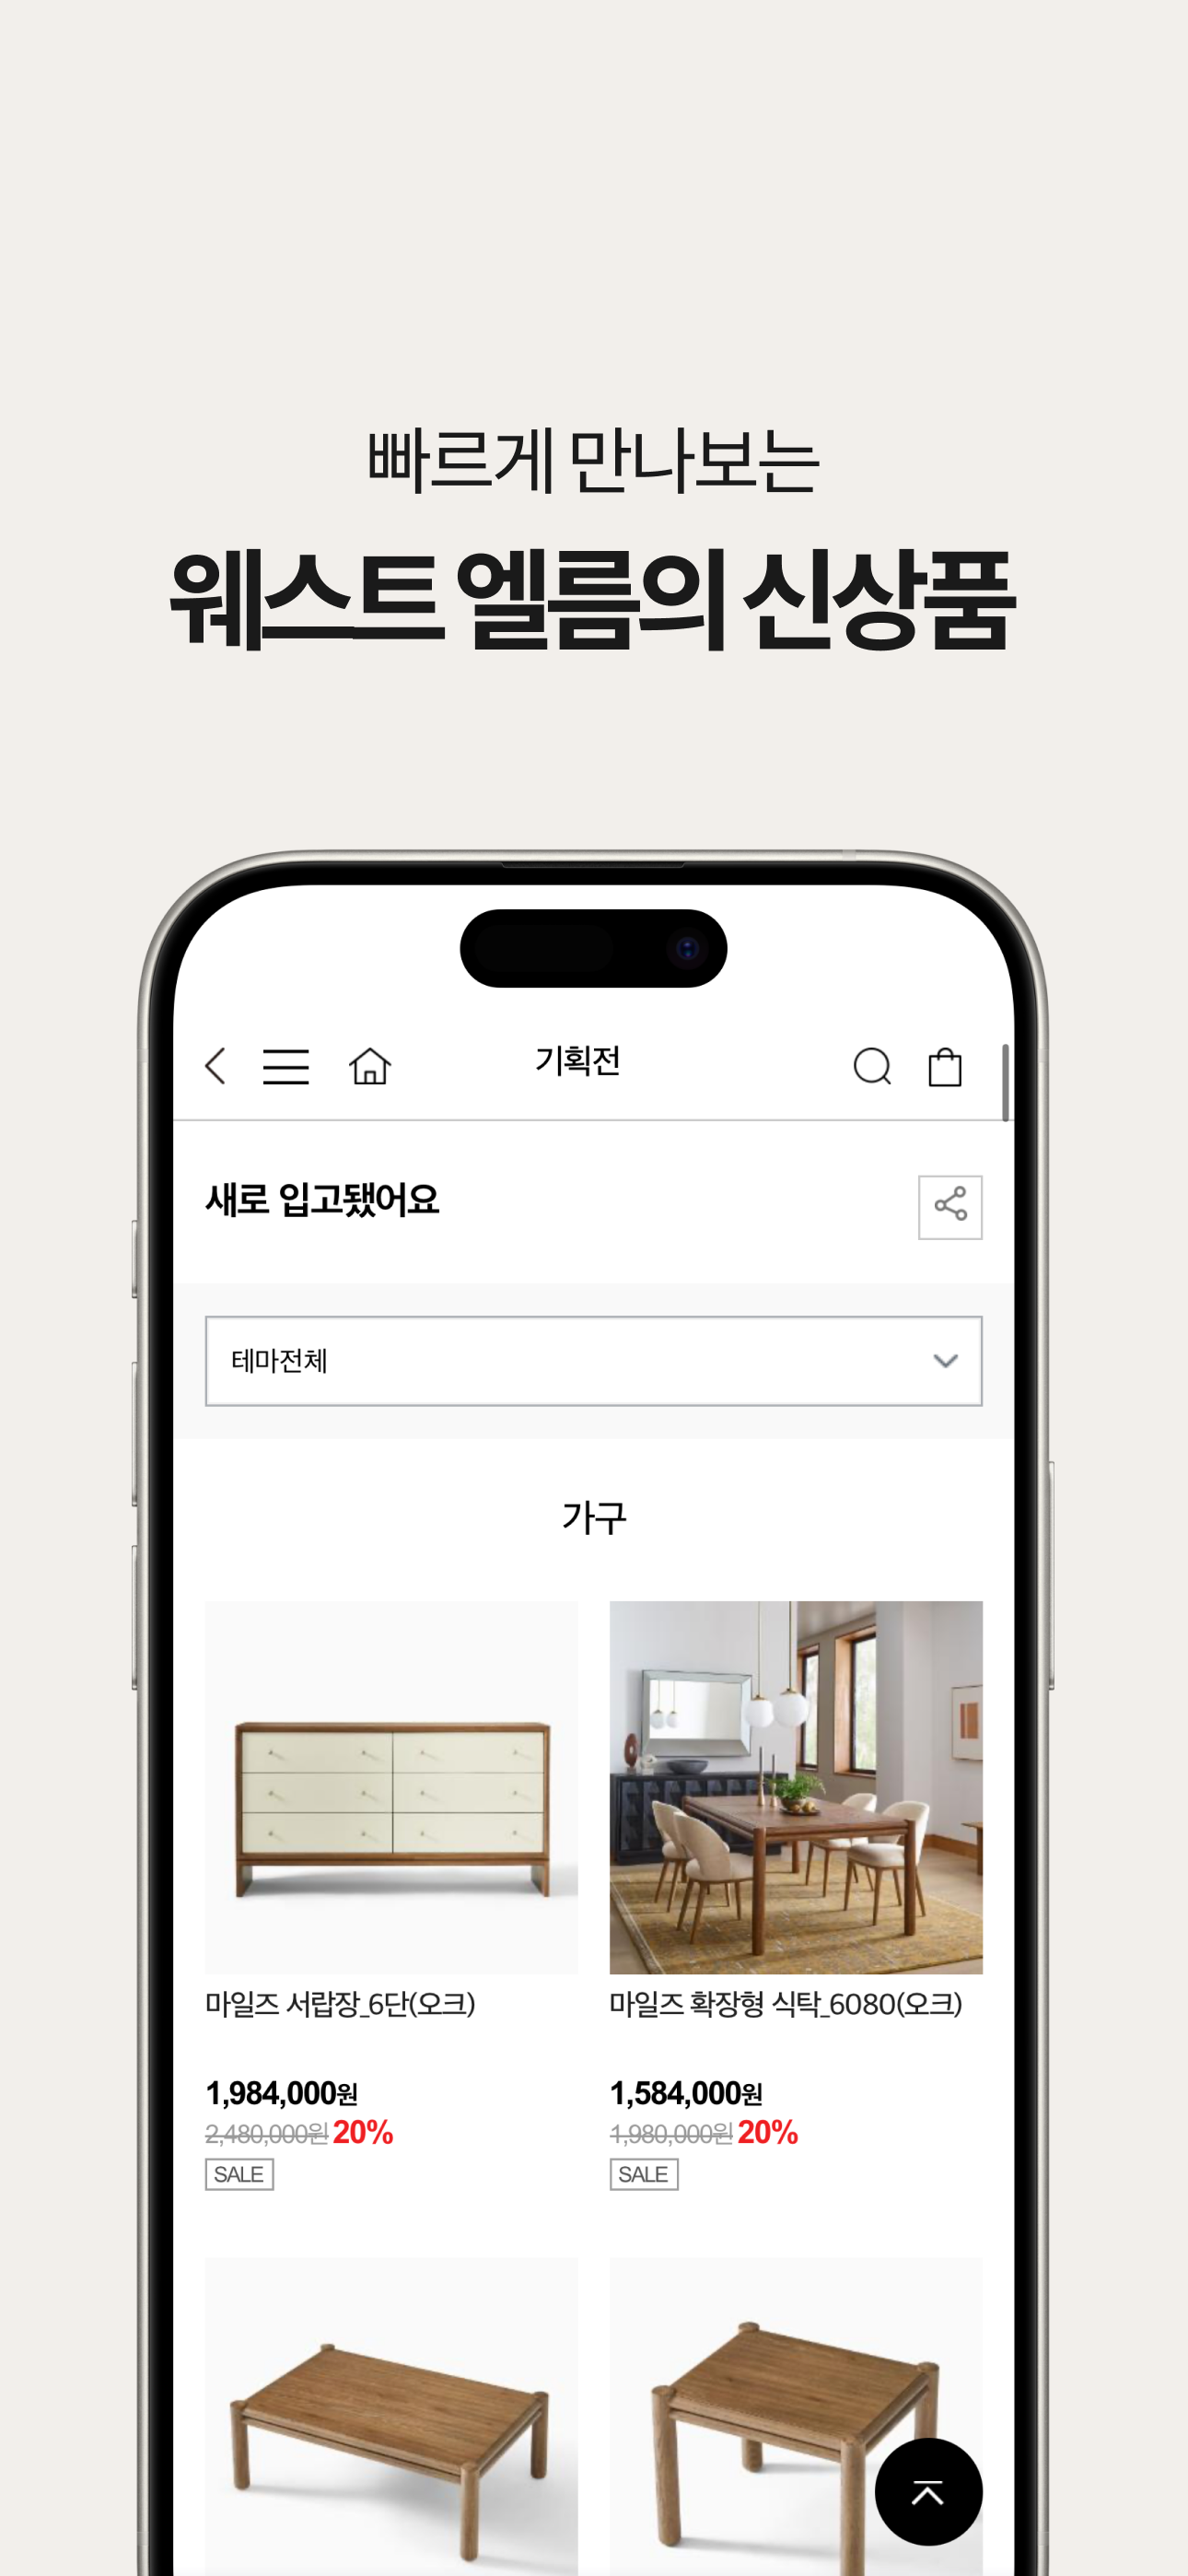 빠르게 만나보는
웨스트 엘름의 신상품
기획전
새로 입고됐어요
테마전체
가구
마일즈 서랍장_6단(오크)
1,984,000원
2,480,000원 20%
SALE
마일즈 확장형 식탁_6080(오크)
1,584,000원
1,980,000원 20%
SALE